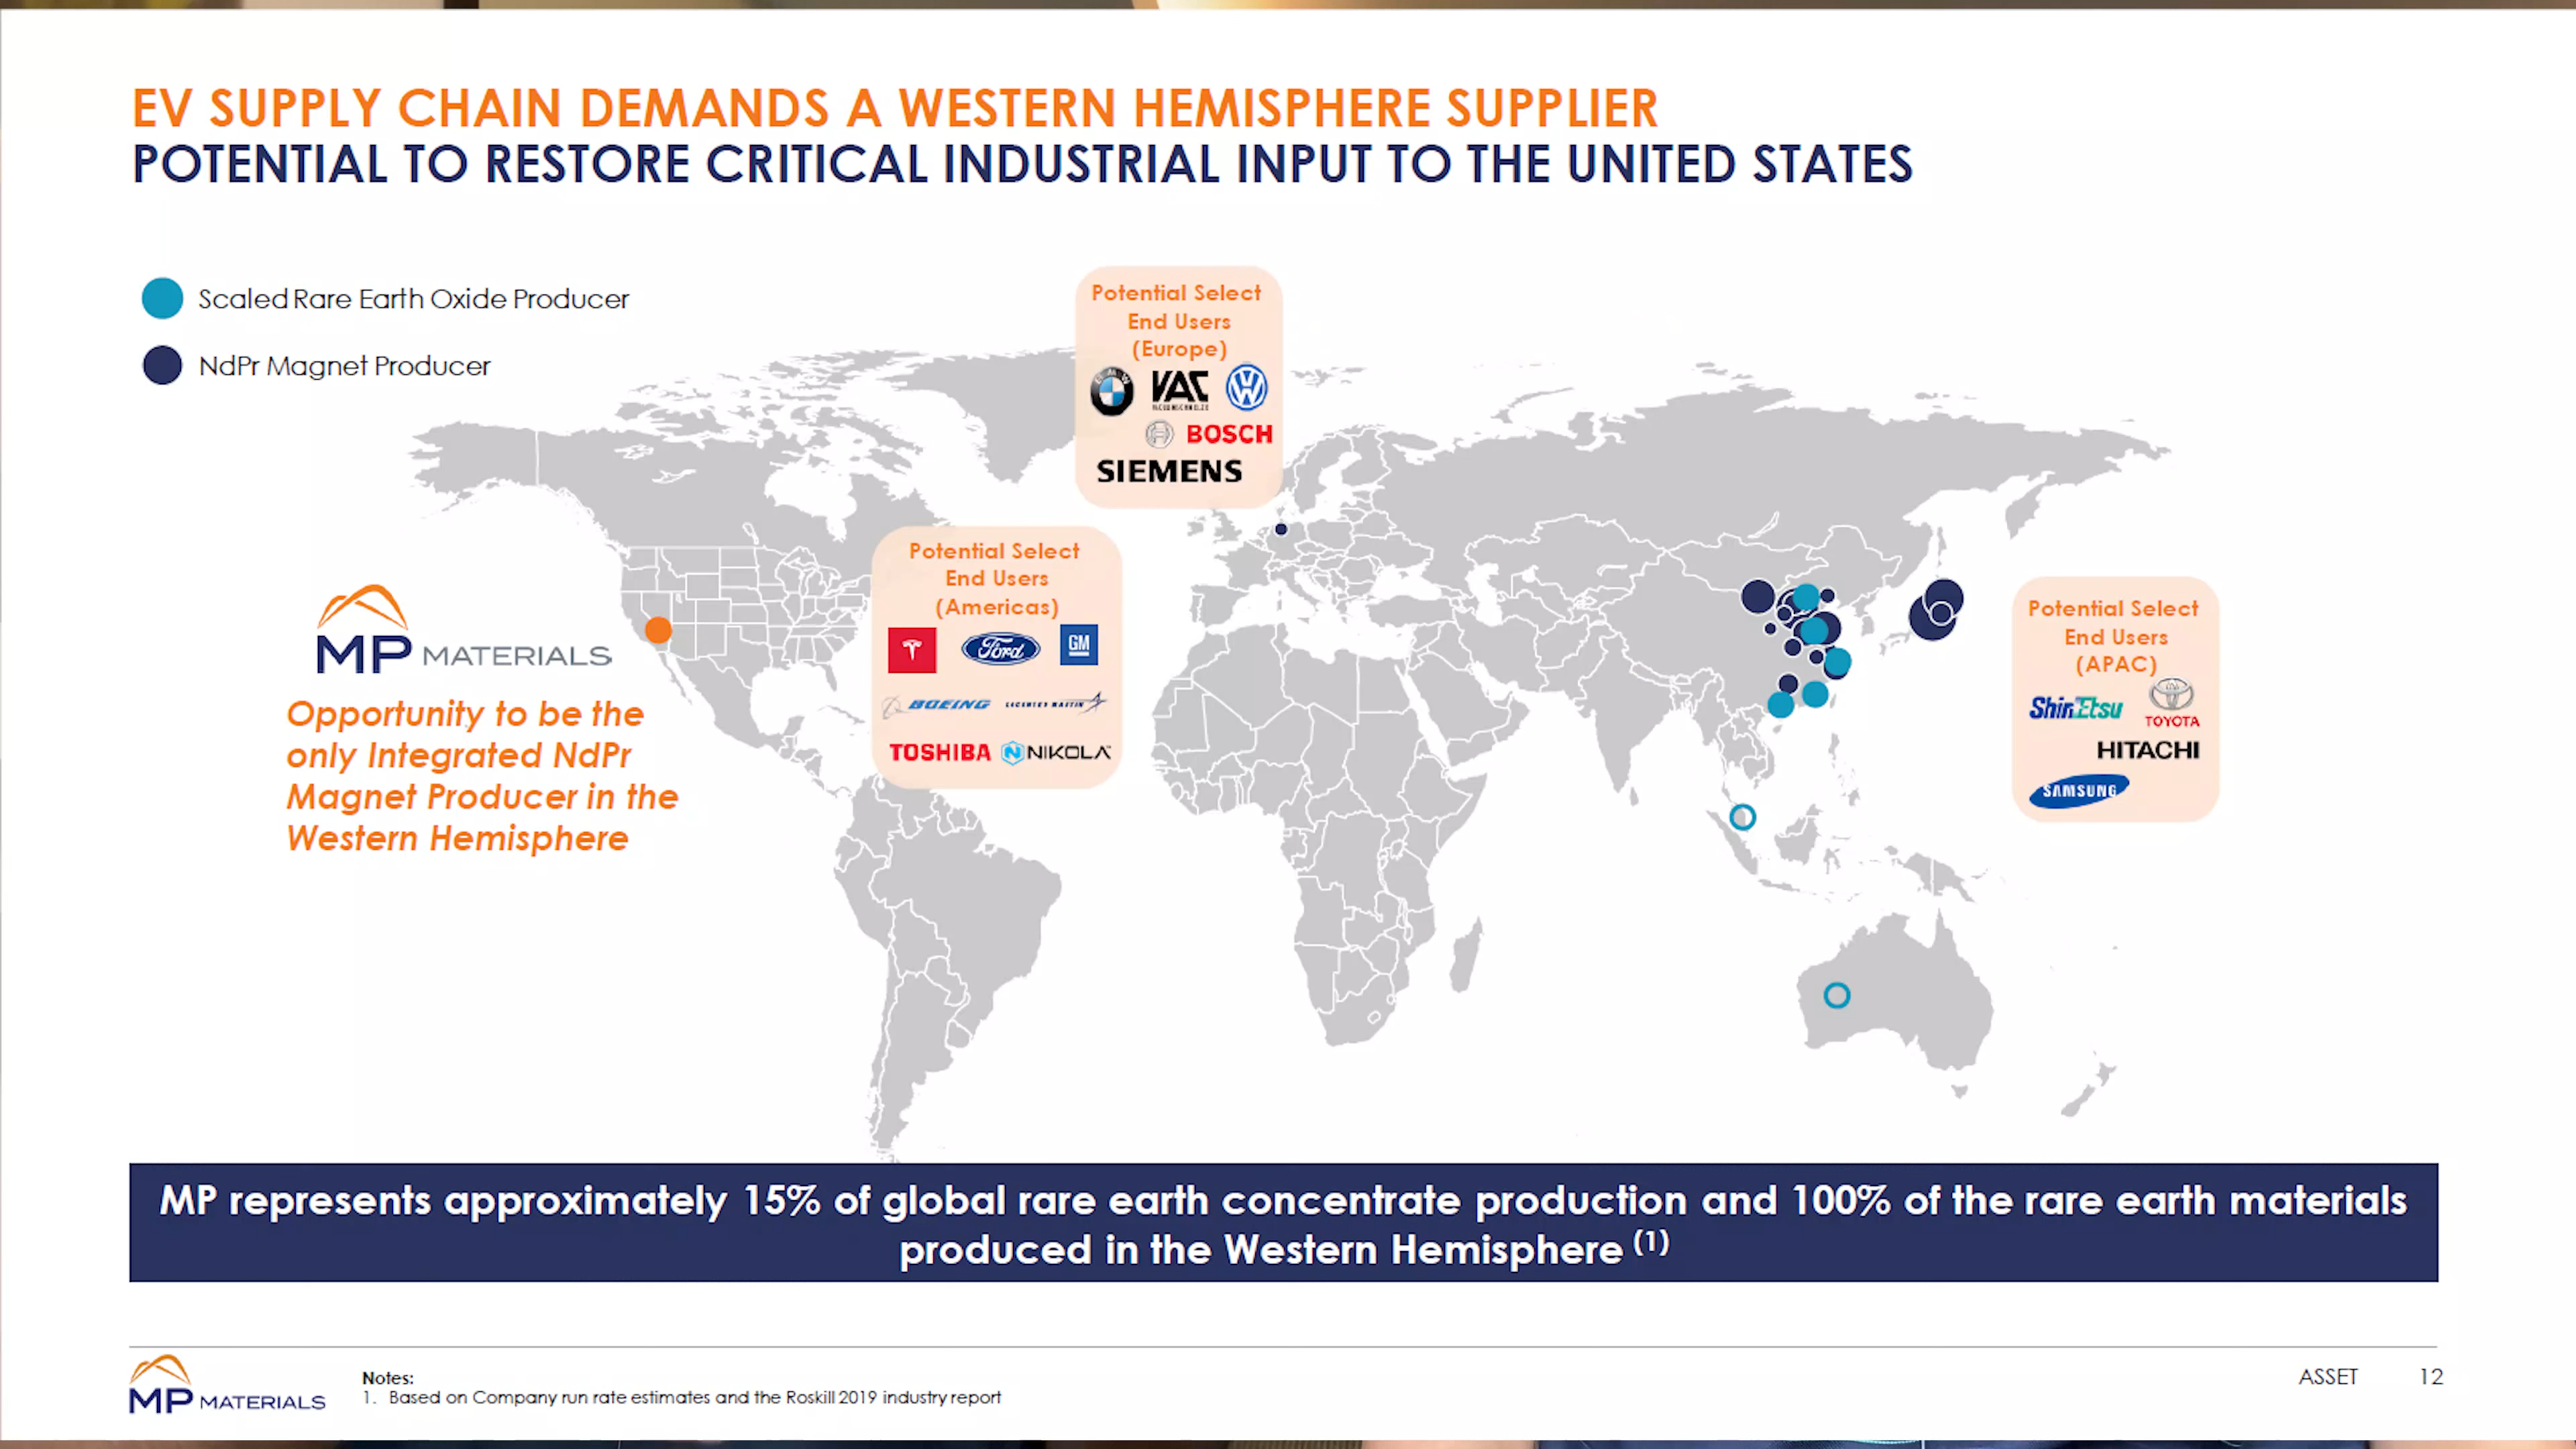 EV SUPPLY CHAIN DEMANDS A WESTERN HEMISPHERE SUPPLIER
POTENTIAL TO RESTORE CRITICAL INDUSTRIAL INPUT TO THE UNITED STATES
Scaled Rare Earth Oxide Producer
NdPr Magnet Producer
Potential Select
End Users
(Europe)
BMW
VAC
VACUUMSCHMELZE
BOSCH
SIEMENS
MP MATERIALS
Opportunity to be the
only Integrated NdPr
Magnet Producer in the
Western Hemisphere
Potential Select
End Users
(Americas)
Ford
GM
BOEING
LOCKHEED MARTIN
TOSHIBA
NIKOLA
Potential Select
End Users
(APAC)
ShinEtsu
TOYOTA
HITACHI
SAMSUNG
MP represents approximately 15% of global rare earth concentrate production and 100% of the rare earth materials
produced in the Western Hemisphere (1)
MP MATERIALS
Notes:
1. Based on Company run rate estimates and the Roskill 2019 industry report
ASSET 12